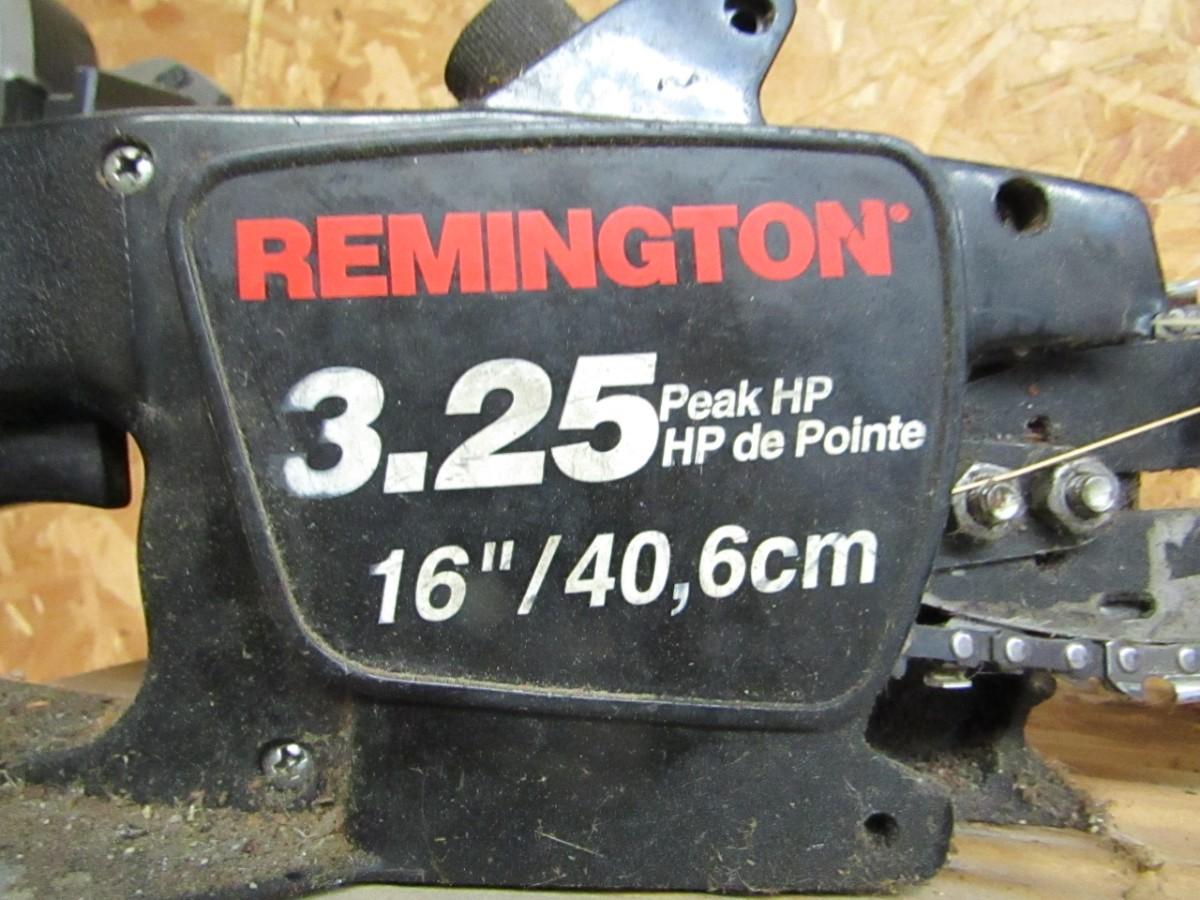 REMINGTON
3.25 Peak HP
HP de Pointe
16"/40,6cm